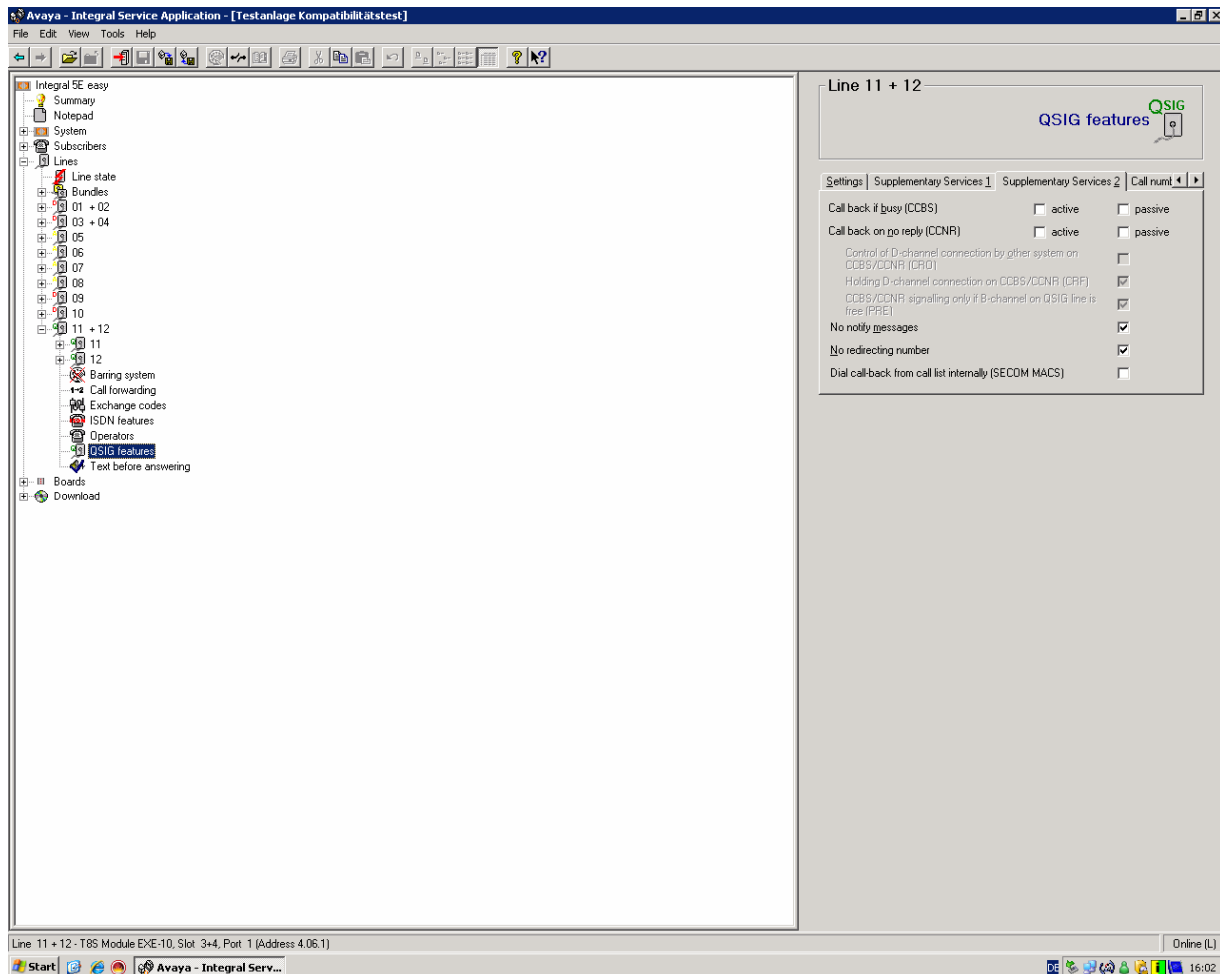 Avaya - Integral Service Application - [Testanlage Kompatibilitätstest]
File Edit View Tools Help
Integral 5E easy
Summary
Notepad
System
Subscribers
Lines
Line state
Bundles
01 + 02
03 + 04
05
06
07
08
09
10
11 + 12
11
12
Barring system
Call forwarding
Exchange codes
ISDN features
Operators
QSIG features
Text before answering
Boards
Download
Line 11 + 12
QSIG
QSIG features
Settings Supplementary Services 1 Supplementary Services 2 Call numb
Call back if busy (CCBS) active passive
Call back on no reply (CCNR) active passive
Control of D-channel connection by other system on
CCBS/CCNR (CRO)
Holding D-channel connection on CCBS/CCNR (CRF)
CCBS/CCNR signalling only if B-channel on QSIG line is
free (PRE)
No notify messages
No redirecting number
Dial call-back from call list internally (SECOM MACS)
Line 11 + 12 - T8S Module EXE-10, Slot 3+4, Port 1 (Address 4.06.1) Online (L)
Start Avaya - Integral Serv... DE 16:02